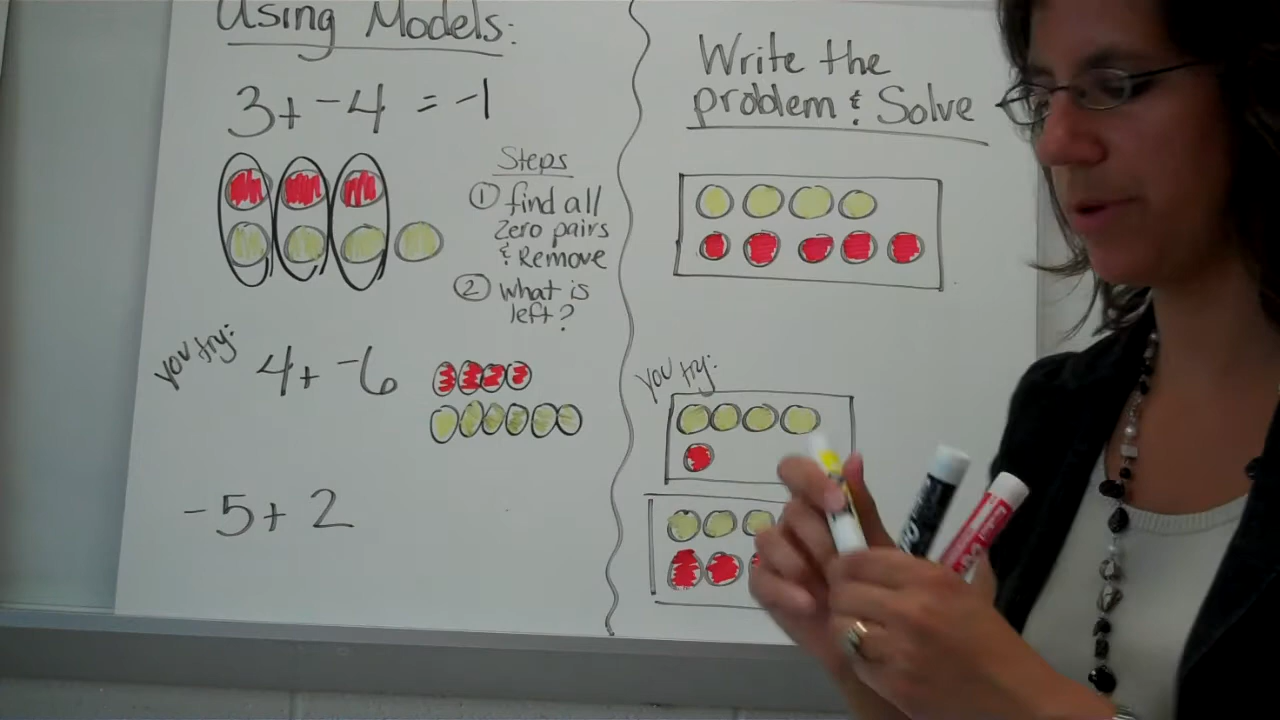 Using Models:
3 + -4 = -1
Steps
① find all
Zero pairs
& Remove
② What is
left?
you try:
4 + -6
-5 + 2
Write the
problem & Solve
you try: